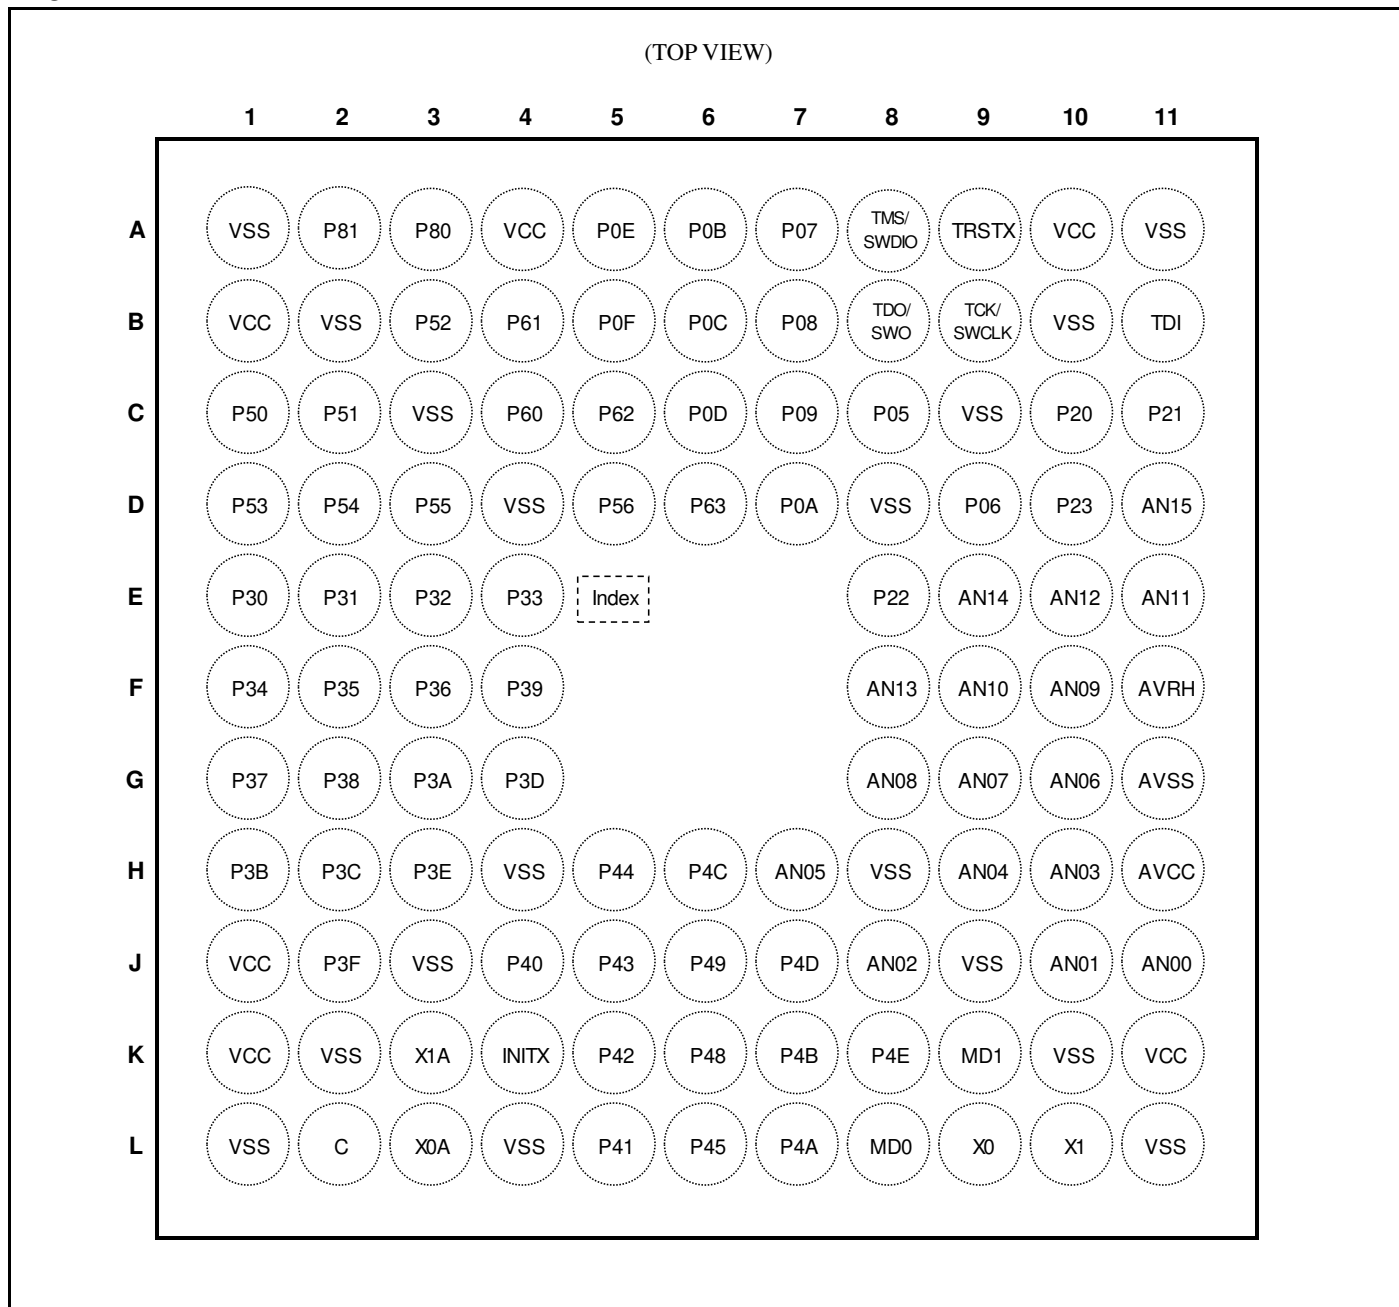 (TOP VIEW)
1 2 3 4 5 6 7 8 9 10 11
A VSS P81 P80 VCC P0E P0B P07 TMS/ SWDIO TRSTX VCC VSS
B VCC VSS P52 P61 P0F P0C P08 TDO/ SWO TCK/ SWCLK VSS TDI
C P50 P51 VSS P60 P62 P0D P09 P05 VSS P20 P21
D P53 P54 P55 VSS P56 P63 P0A VSS P06 P23 AN15
E P30 P31 P32 P33 Index P22 AN14 AN12 AN11
F P34 P35 P36 P39 AN13 AN10 AN09 AVRH
G P37 P38 P3A P3D AN08 AN07 AN06 AVSS
H P3B P3C P3E VSS P44 P4C AN05 VSS AN04 AN03 AVCC
J VCC P3F VSS P40 P43 P49 P4D AN02 VSS AN01 AN00
K VCC VSS X1A INITX P42 P48 P4B P4E MD1 VSS VCC
L VSS C X0A VSS P41 P45 P4A MD0 X0 X1 VSS